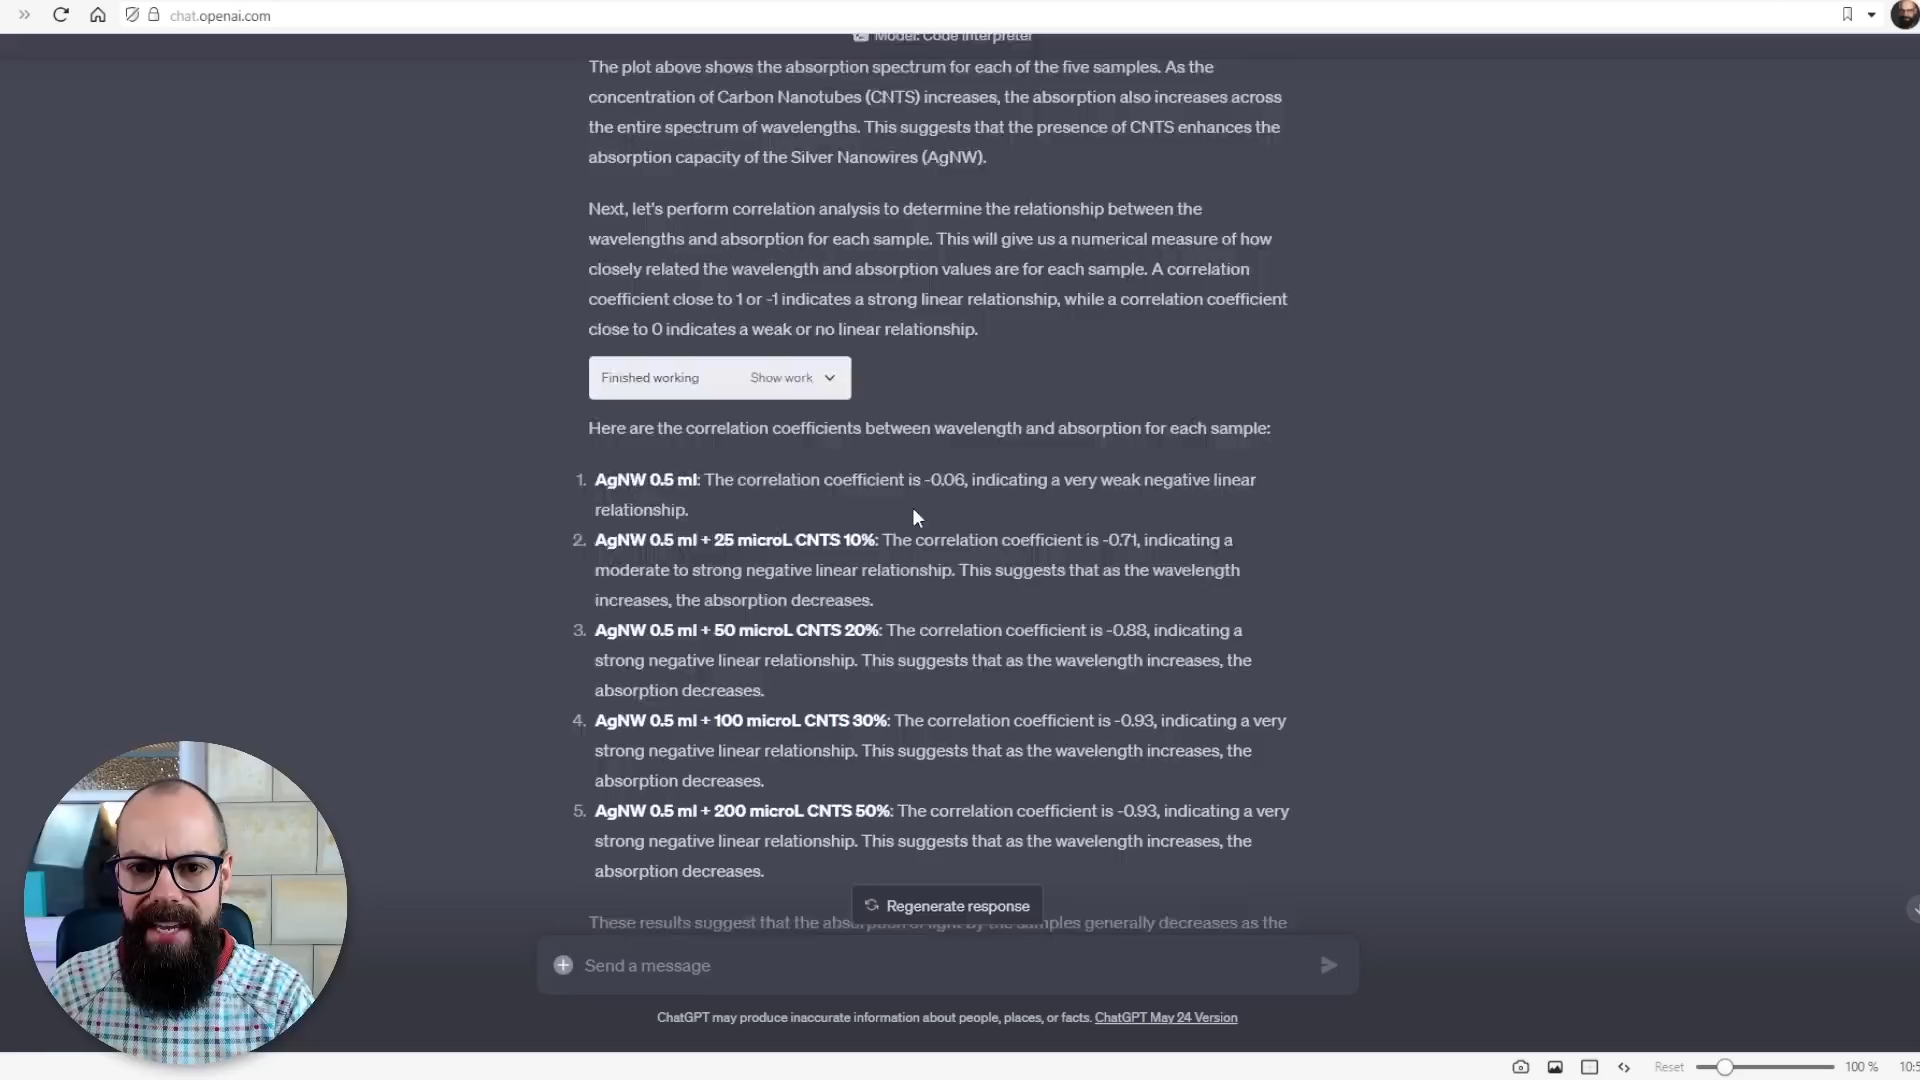 chat.openai.com
Model: Code Interpreter
The plot above shows the absorption spectrum for each of the five samples. As the
concentration of Carbon Nanotubes (CNTS) increases, the absorption also increases across
the entire spectrum of wavelengths. This suggests that the presence of CNTS enhances the
absorption capacity of the Silver Nanowires (AgNW).
Next, let's perform correlation analysis to determine the relationship between the
wavelengths and absorption for each sample. This will give us a numerical measure of how
closely related the wavelength and absorption values are for each sample. A correlation
coefficient close to 1 or -1 indicates a strong linear relationship, while a correlation coefficient
close to 0 indicates a weak or no linear relationship.
Finished working Show work
Here are the correlation coefficients between wavelength and absorption for each sample:
1. AgNW 0.5 ml: The correlation coefficient is -0.06, indicating a very weak negative linear
relationship.
2. AgNW 0.5 ml + 25 microL CNTS 10%: The correlation coefficient is -0.71, indicating a
moderate to strong negative linear relationship. This suggests that as the wavelength
increases, the absorption decreases.
3. AgNW 0.5 ml + 50 microL CNTS 20%: The correlation coefficient is -0.88, indicating a
strong negative linear relationship. This suggests that as the wavelength increases, the
absorption decreases.
4. AgNW 0.5 ml + 100 microL CNTS 30%: The correlation coefficient is -0.93, indicating a very
strong negative linear relationship. This suggests that as the wavelength increases, the
absorption decreases.
5. AgNW 0.5 ml + 200 microL CNTS 50%: The correlation coefficient is -0.93, indicating a very
strong negative linear relationship. This suggests that as the wavelength increases, the
absorption decreases.
Regenerate response
These results suggest that the generally decreases as the
Send a message
ChatGPT may produce inaccurate information about people, places, or facts. ChatGPT May 24 Version
Reset 100 % 10:5